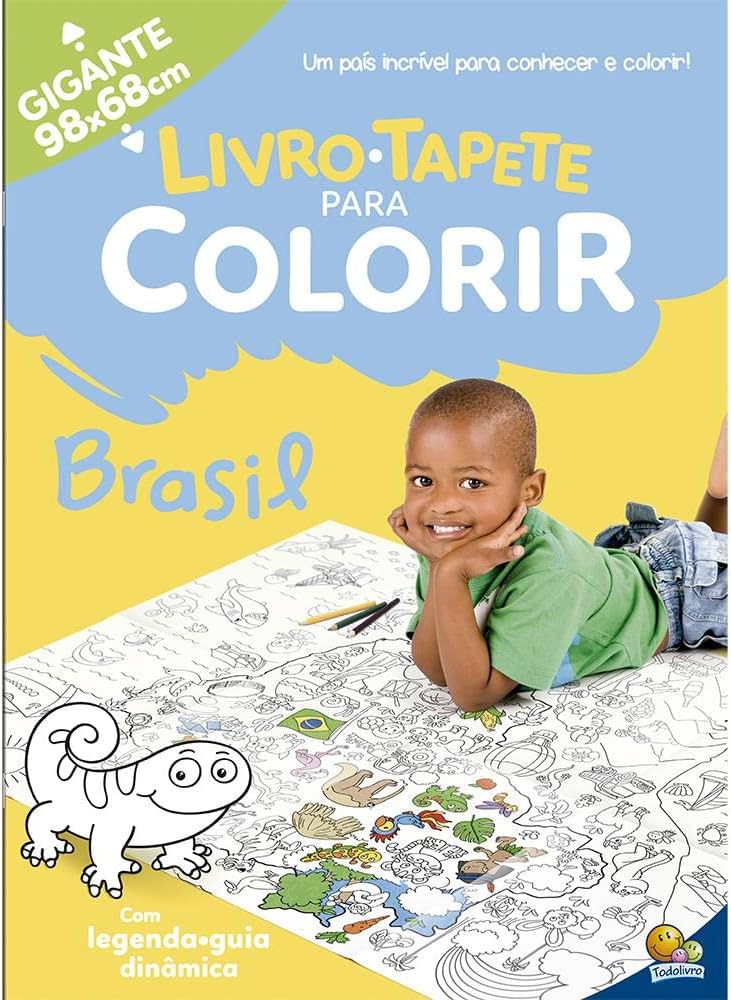 GIGANTE
98x68cm
Um país incrível para conhecer e colorir!
LIVRO•TAPETE
PARA
COLORIR
Brasil
Com
legenda•guia
dinâmica
Todolivro